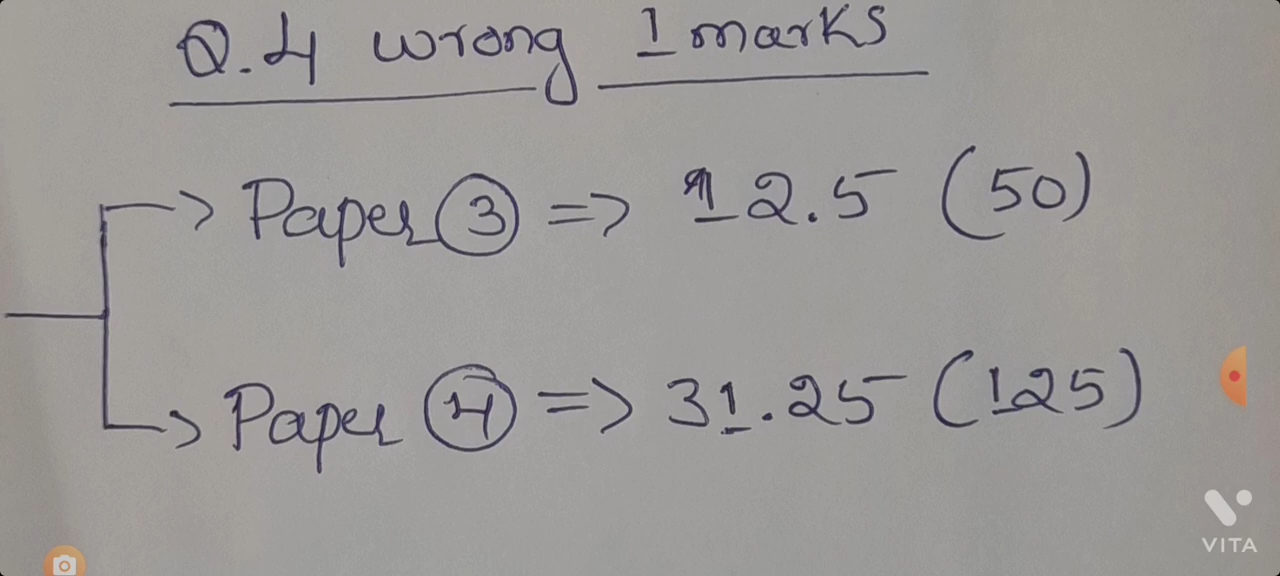 Q.4 wrong 1 marks
Paper 3 => 12.5 (50)
Paper 4 => 31.25 (125)
VITA